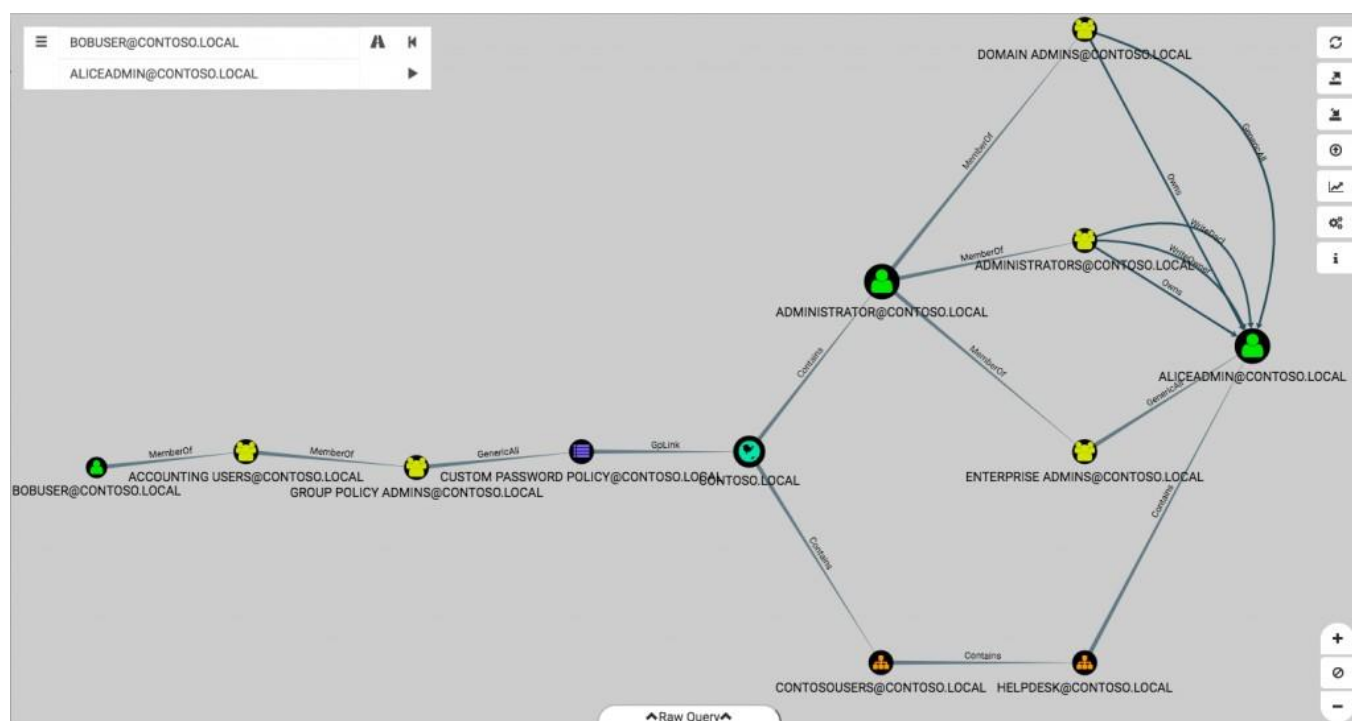 BOBUSER@CONTOSO.LOCAL
ALICEADMIN@CONTOSO.LOCAL
DOMAIN ADMINS@CONTOSO.LOCAL
MemberOf
GenericAll
Owns
MemberOf
ADMINISTRATORS@CONTOSO.LOCAL
WriteDacl
WriteOwner
Owns
ADMINISTRATOR@CONTOSO.LOCAL
MemberOf
ALICEADMIN@CONTOSO.LOCAL
GenericAll
Contains
MemberOf
MemberOf
GenericAll
GpLink
BOBUSER@CONTOSO.LOCAL
ACCOUNTING USERS@CONTOSO.LOCAL
GROUP POLICY ADMINS@CONTOSO.LOCAL
CUSTOM PASSWORD POLICY@CONTOSO.LOCAL
CONTOSO.LOCAL
ENTERPRISE ADMINS@CONTOSO.LOCAL
Contains
Contains
Contains
CONTOSOUSERS@CONTOSO.LOCAL
HELPDESK@CONTOSO.LOCAL
Raw Query